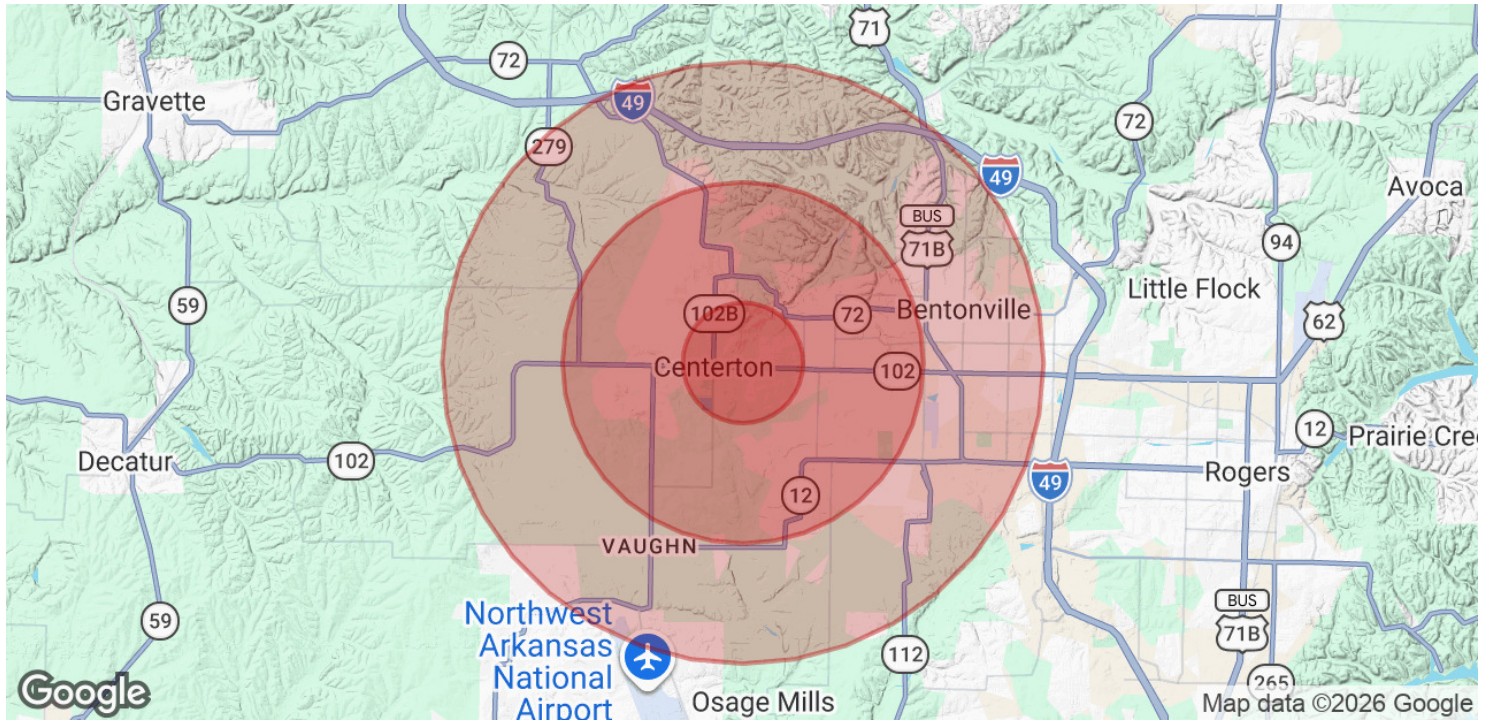 71
72
Gravette
49
72
279
49
Avoca
BUS
71B
94
59
Little Flock
102B
72
Bentonville
62
Centerton
102
12
Prairie Cree
Decatur
102
Rogers
49
12
VAUGHN
Northwest
Arkansas
National
Airport
59
BUS
71B
112
265
Osage Mills
Google
Map data ©2026 Google